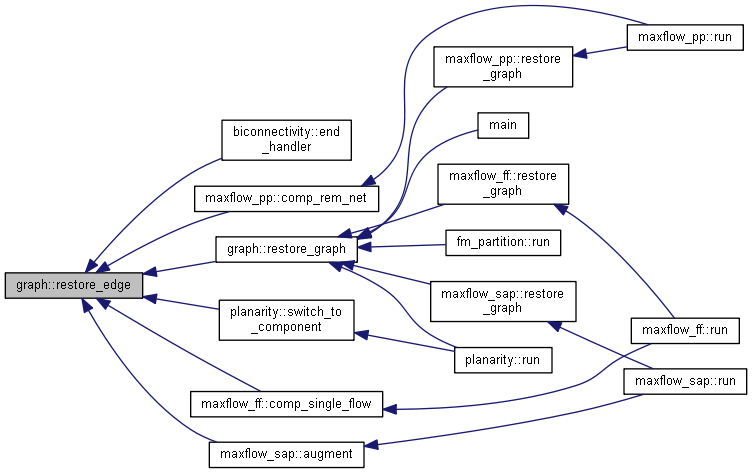 maxflow_pp::run
maxflow_pp::restore
_graph
main
biconnectivity::end
_handler
maxflow_ff::restore
_graph
maxflow_pp::comp_rem_net
graph::restore_graph
fm_partition::run
graph::restore_edge
maxflow_sap::restore
_graph
planarity::switch_to
_component
maxflow_ff::run
planarity::run
maxflow_sap::run
maxflow_ff::comp_single_flow
maxflow_sap::augment